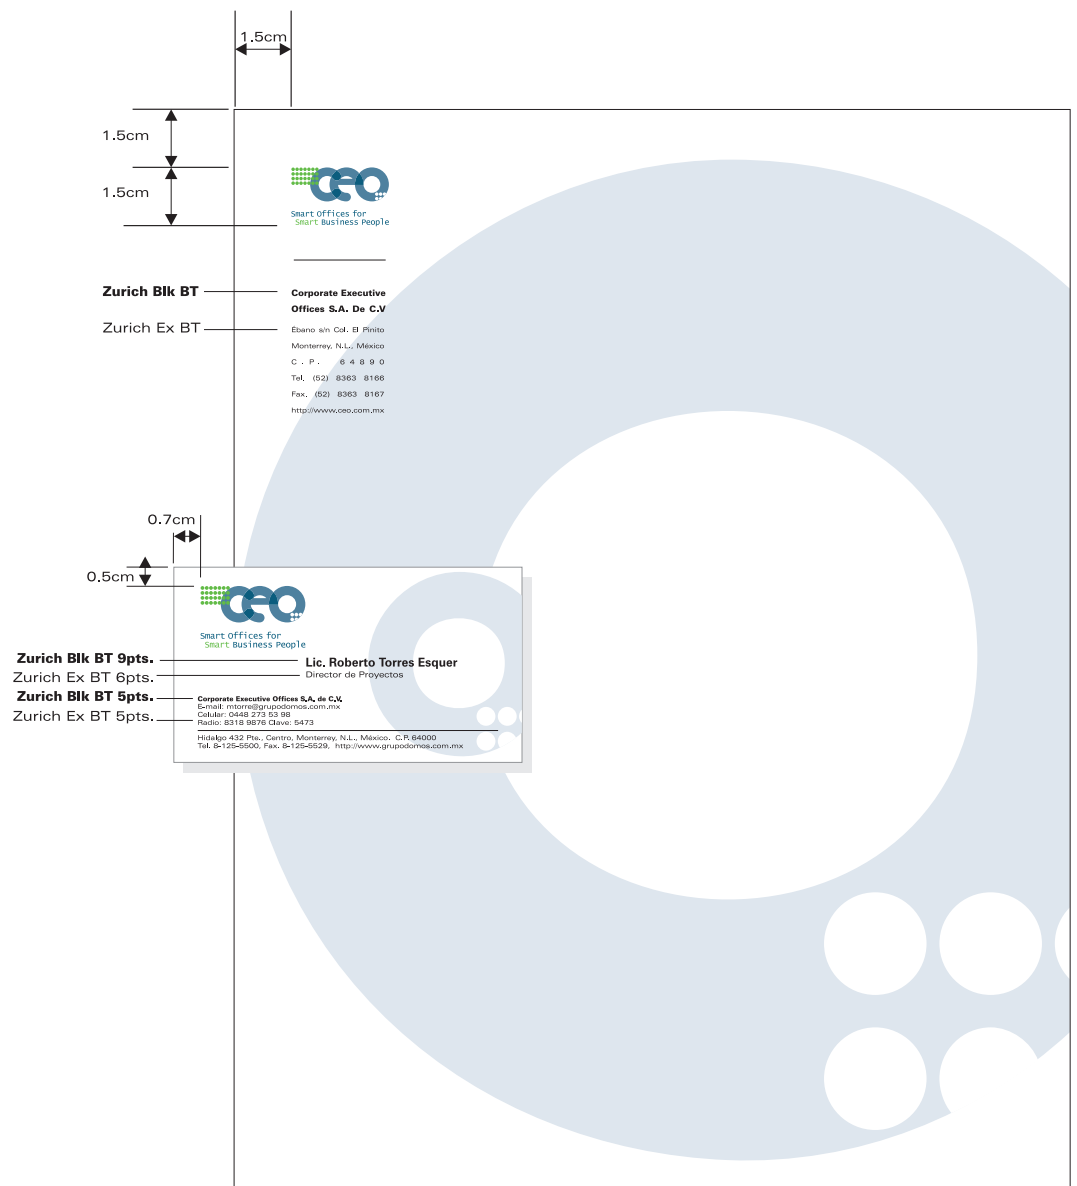 1.5cm
1.5cm
1.5cm
ceo
Smart Offices for
Smart Business People
Zurich Blk BT
Corporate Executive
Offices S.A. De C.V
Zurich Ex BT
Ébano s/n Col. El Pinito
Monterrey, N.L., México
C.P. 64890
Tel. (52) 8363 8166
Fax. (52) 8363 8167
http://www.ceo.com.mx
0.7cm
0.5cm
ceo
Smart Offices for
Smart Business People
Zurich Blk BT 9pts.
Lic. Roberto Torres Esquer
Zurich Ex BT 6pts.
Director de Proyectos
Zurich Blk BT 5pts.
Corporate Executive Offices S.A. de C.V.
E-mail: mtorre@grupodomos.com.mx
Celular: 0448 273 53 98
Zurich Ex BT 5pts.
Radio: 8318 9876 Clave: 5473
Hidalgo 432 Pte., Centro, Monterrey, N.L., México. C.P. 64000
Tel. 8-125-5500, Fax. 8-125-5529, http://www.grupodomos.com.mx